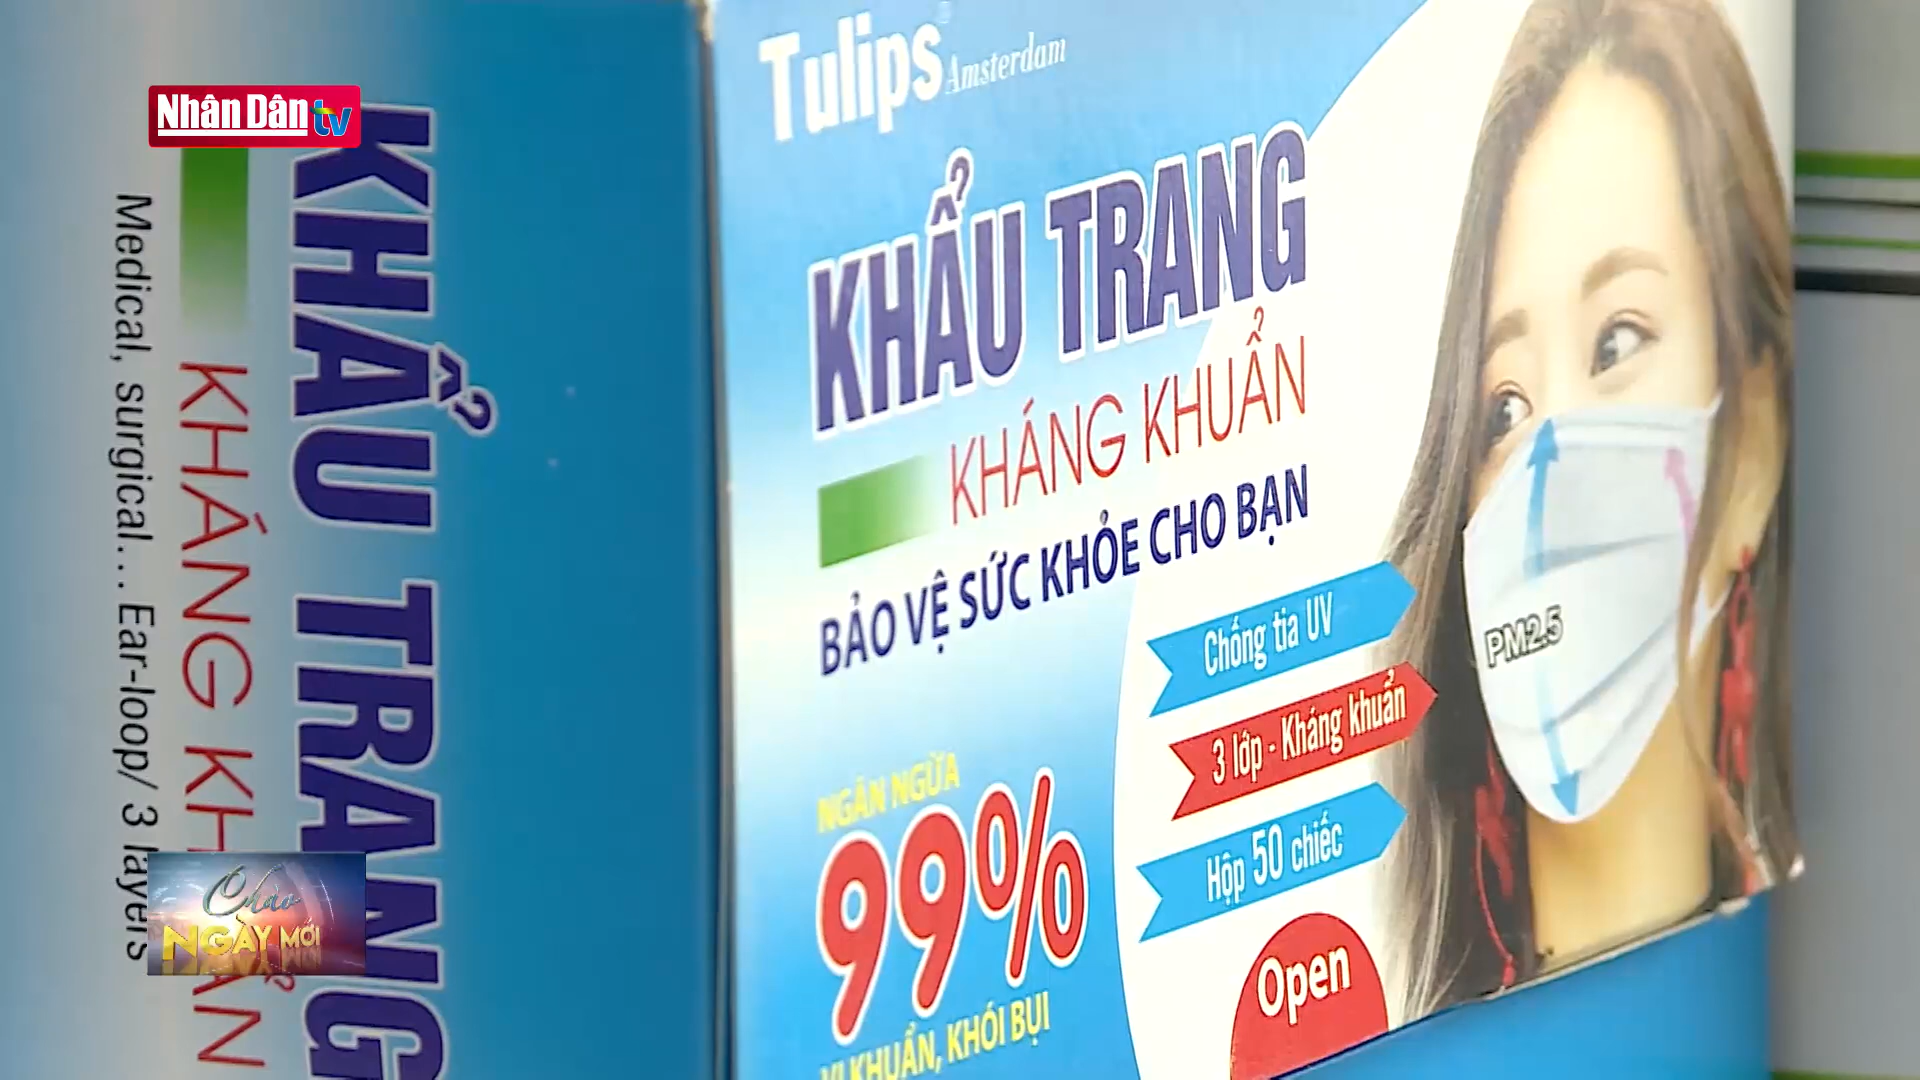 Nhân Dân tv
KHẨU TRANG
KHÁNG KHUẨN
Medical, surgical... Ear-loop/ 3 layers
Chào
NGÀY MỚI
Tulips Amsterdam
KHẨU TRANG
KHÁNG KHUẨN
BẢO VỆ SỨC KHỎE CHO BẠN
Chống tia UV
3 lớp - Kháng khuẩn
Hộp 50 chiếc
PM2.5
NGĂN NGỪA
99%
VI KHUẨN, KHÓI BỤI
Open